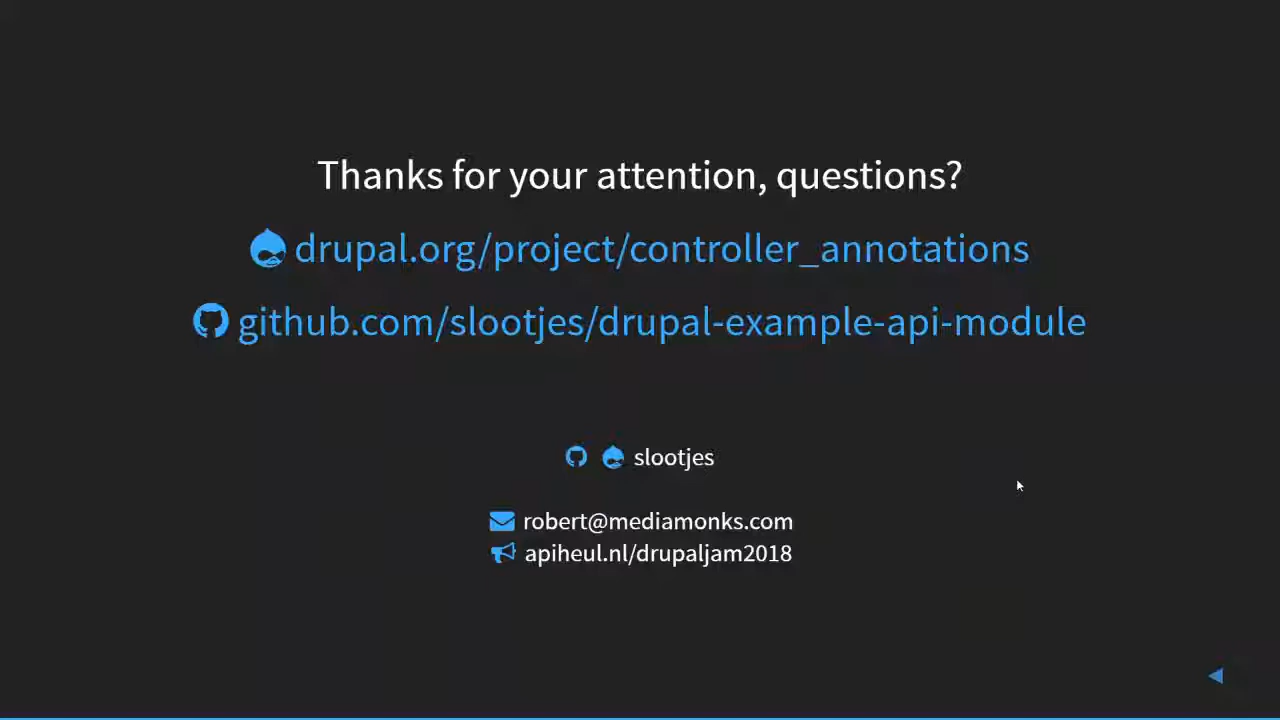 Thanks for your attention, questions?
drupal.org/project/controller_annotations
github.com/slootjes/drupal-example-api-module
slootjes
robert@mediamonks.com
apiheul.nl/drupaljam2018